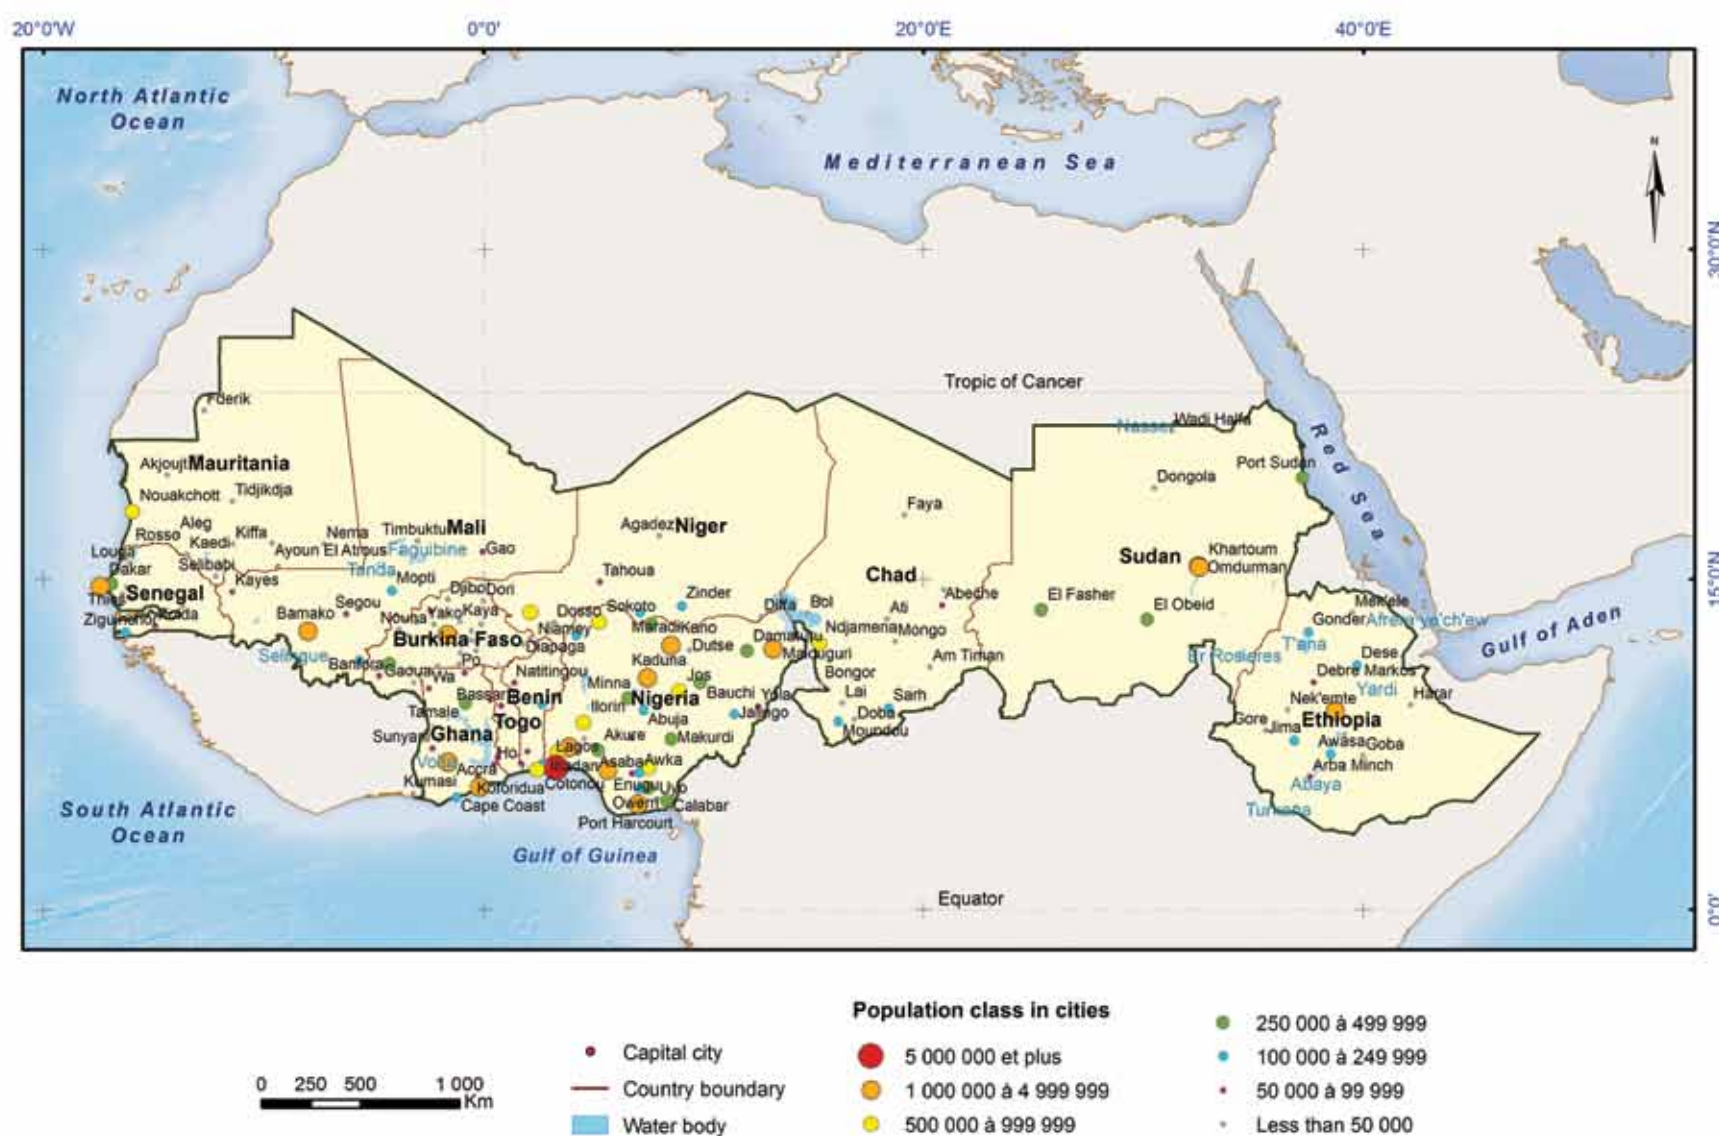 20°0'W
0°0'
20°0'E
40°0'E
North Atlantic
Ocean
N
Mediterranean Sea
30°0'N
Tropic of Cancer
Fderik
Nassez
Wadi Halfa
Red Sea
Akjoujt
Mauritania
Port Sudan
Nouakchott
Tidjikdja
Dongola
Faya
Rosso
Aleg
Kiffa
Nema
Timbuktu
Mali
Agadez
Niger
Louga
Kaedi
Ayoun El Atrous
Faguibine
Gao
Sudan
Khartoum
Omdurman
15°0'N
Dakar
Selibabi
Kayes
Tanda
Mopti
Tahoua
Chad
Thies
Senegal
Segou
Djibo
Dori
Zinder
Abeche
El Fasher
El Obeid
Mek'ele
Ziguinchor
Kolda
Bamako
Nouna
Yako
Kaya
Dosso
Sokoto
Diffa
Bol
Ati
Gonder
Afrera ye'ch'ew
Gulf of Aden
Burkina Faso
Niamey
Maradi
Kano
Ndjamena
Mongo
T'ana
Selingue
Banfora
Gaoua
Po
Diapaga
Dutse
Damaturu
Maiduguri
Am Timan
Er Rosieres
Dese
Wa
Natitingou
Kaduna
Jos
Bongor
Debre Markos
Bassar
Benin
Minna
Nigeria
Bauchi
Yola
Lai
Sarh
Yardi
Tamale
Togo
Ilorin
Abuja
Jalingo
Doba
Nek'emte
Harar
Sunyani
Ghana
Akure
Makurdi
Moundou
Gore
Ethiopia
Jima
Volta
Ho
Lagos
Ibadan
Asaba
Awka
Awasa
Goba
Accra
Kumasi
Koforidua
Cotonou
Enugu
Uyo
Arba Minch
Abaya
Cape Coast
Owerri
Calabar
Turkana
South Atlantic
Ocean
Port Harcourt
Gulf of Guinea
Equator
0°0'
Population class in cities
0 250 500 1 000
Km
Capital city
Country boundary
Water body
5 000 000 et plus
1 000 000 à 4 999 999
500 000 à 999 999
250 000 à 499 999
100 000 à 249 999
50 000 à 99 999
Less than 50 000